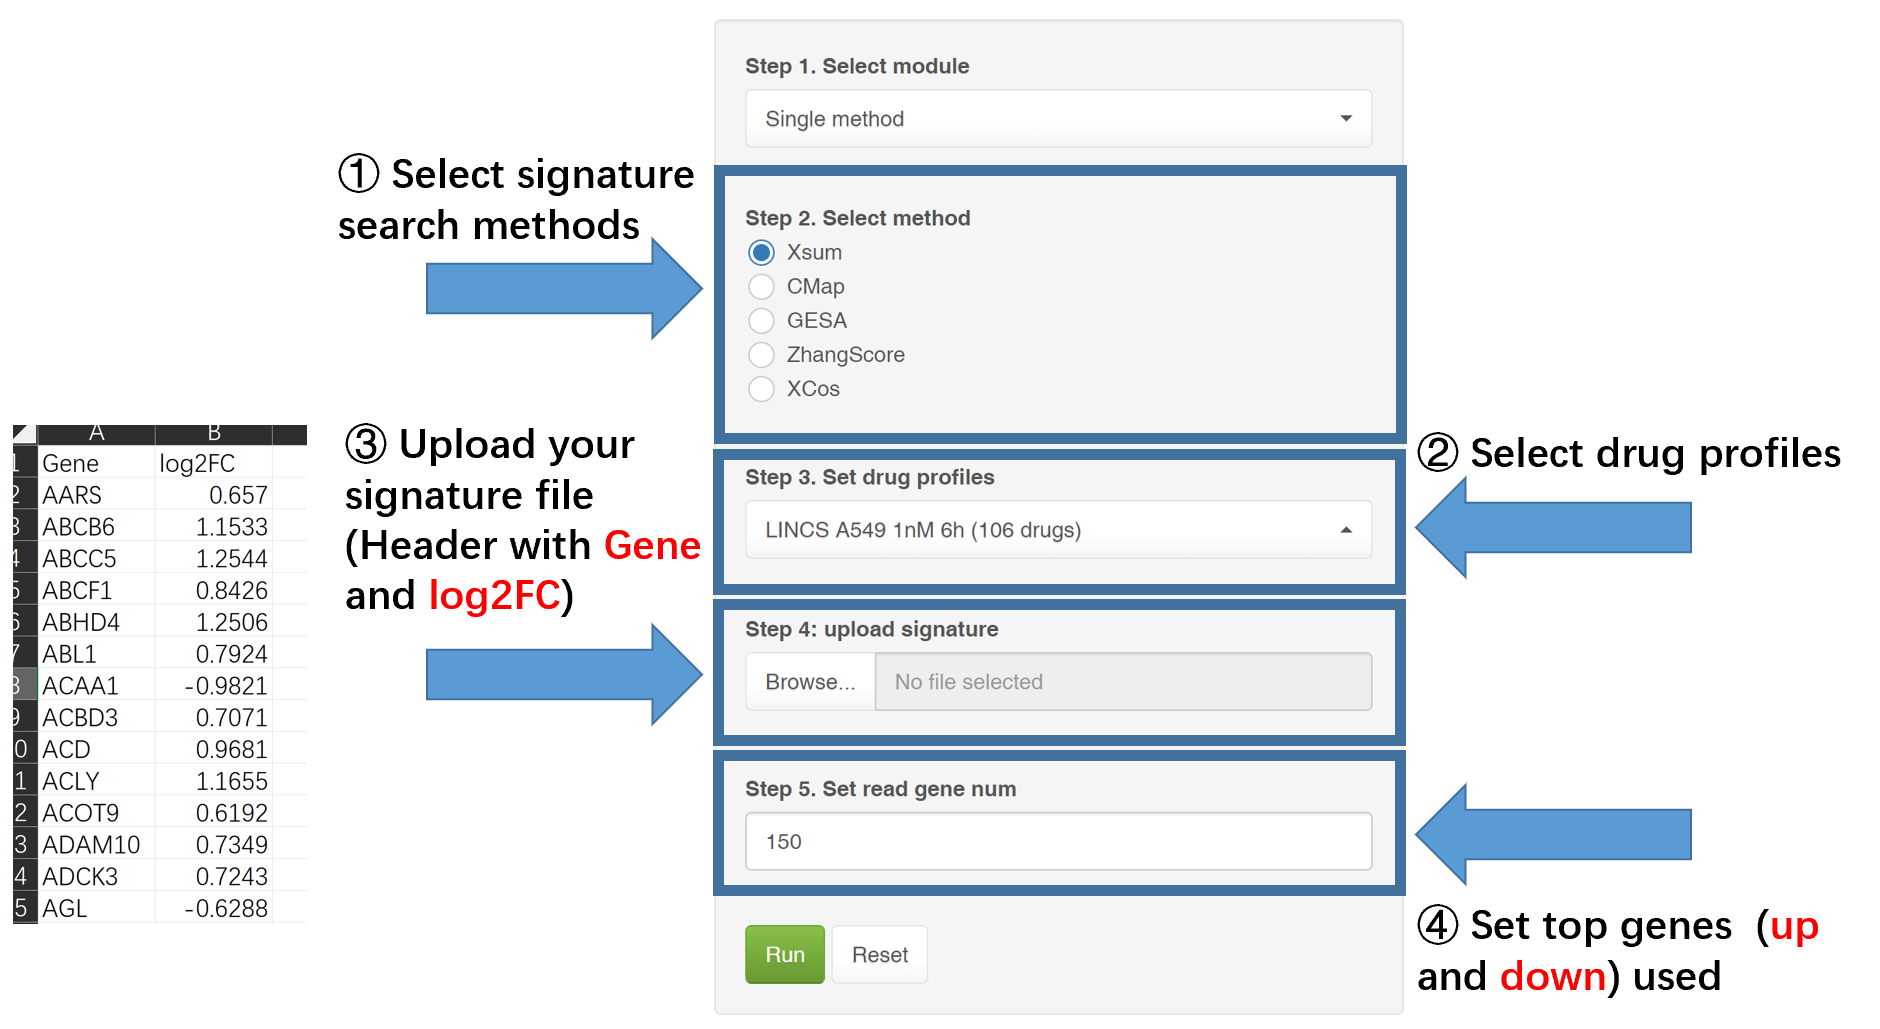 Step 1. Select module
Single method
① Select signature
search methods
Step 2. Select method
Xsum
CMap
GESA
ZhangScore
XCos
② Select drug profiles
Step 3. Set drug profiles
LINCS A549 1nM 6h (106 drugs)
③ Upload your
signature file
(Header with Gene
and log2FC)
Step 4: upload signature
Browse... No file selected
Step 5. Set read gene num
150
④ Set top genes (up
and down) used
Run Reset
A B
1 Gene log2FC
2 AARS 0.657
3 ABCB6 1.1533
4 ABCC5 1.2544
5 ABCF1 0.8426
6 ABHD4 1.2506
7 ABL1 0.7924
8 ACAA1 -0.9821
9 ACBD3 0.7071
0 ACD 0.9681
1 ACLY 1.1655
2 ACOT9 0.6192
3 ADAM10 0.7349
4 ADCK3 0.7243
5 AGL -0.6288